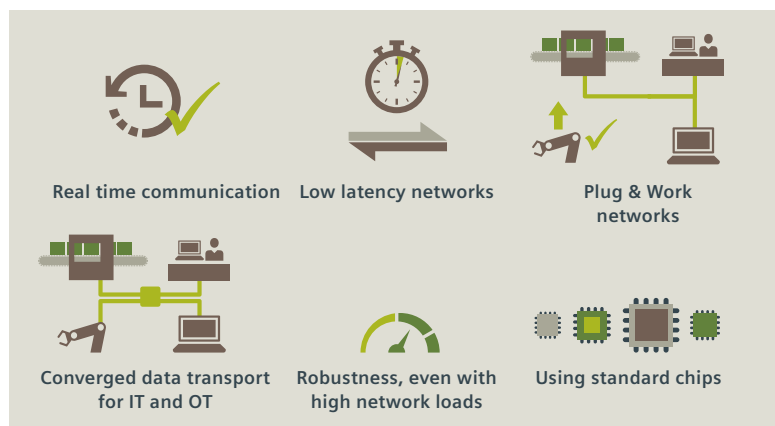 Real time communication
Low latency networks
Plug & Work
networks
Converged data transport
for IT and OT
Robustness, even with
high network loads
Using standard chips